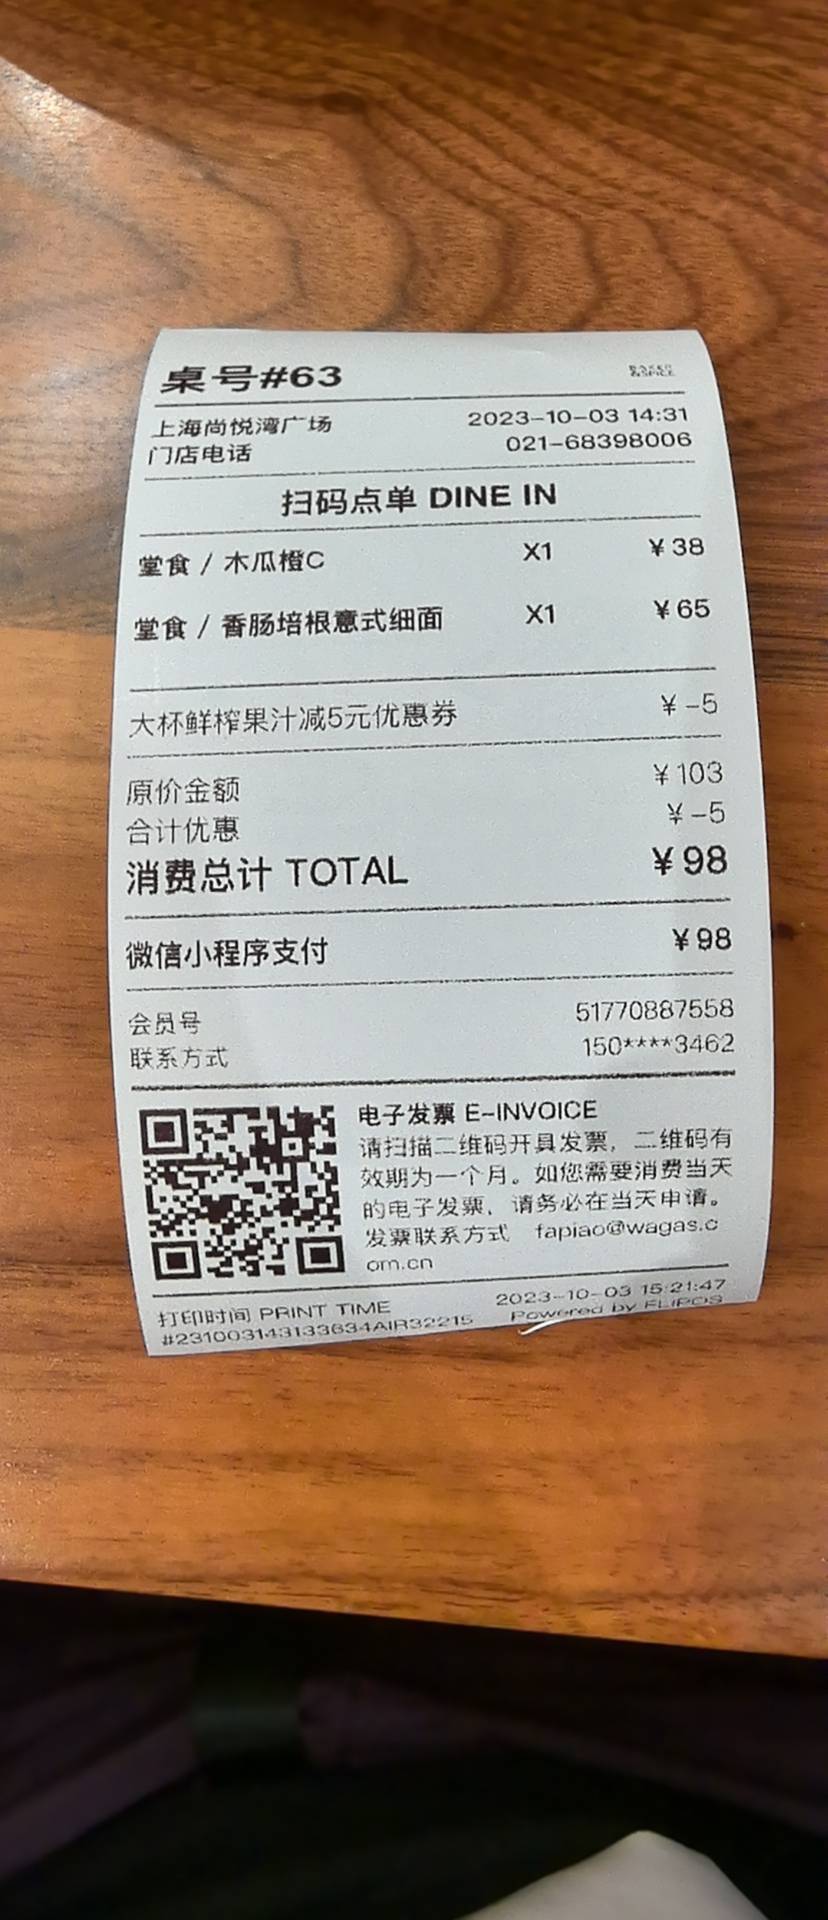 桌号#63
BAKER
&SPICE
上海尚悦湾广场 2023-10-03 14:31
门店电话 021-68398006
扫码点单 DINE IN
堂食 / 木瓜橙C X1 ¥38
堂食 / 香肠培根意式细面 X1 ¥65
大杯鲜榨果汁减5元优惠券 ¥-5
原价金额 ¥103
合计优惠 ¥-5
消费总计 TOTAL ¥98
微信小程序支付 ¥98
会员号 51770887558
联系方式 150****3462
电子发票 E-INVOICE
请扫描二维码开具发票，二维码有
效期为一个月。如您需要消费当天
的电子发票，请务必在当天申请。
发票联系方式 fapiao@wagas.c
om.cn
打印时间 PRINT TIME 2023-10-03 15:21:47
#231003143133634AIR32215 Powered by FLIPOS